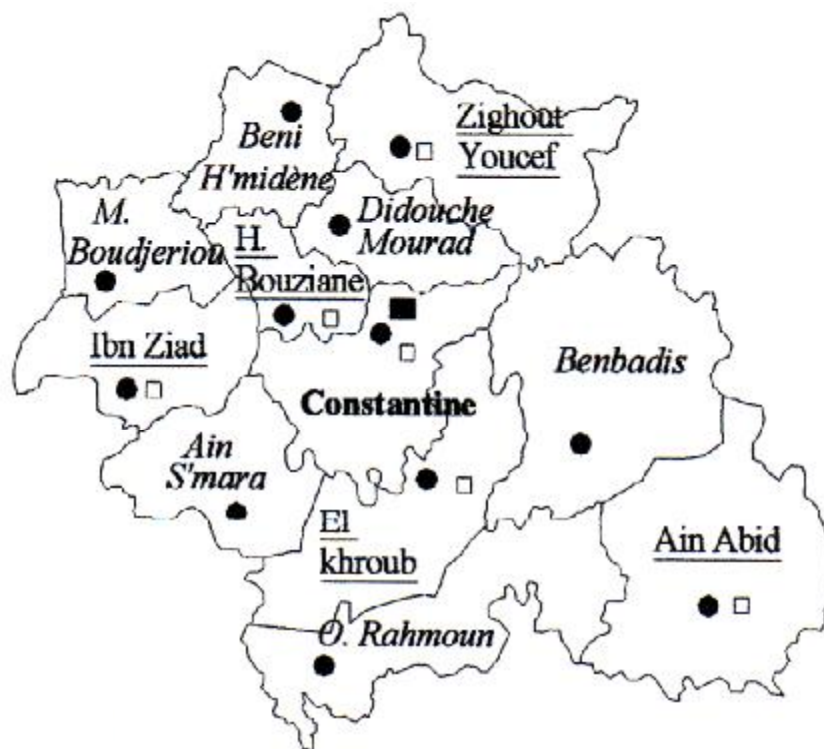 Zighout
Youcef
Beni
H'midène
M.
Boudjeriou
Didouche
Mourad
H.
Bouziane
Ibn Ziad
Constantine
Benbadis
Ain
S'mara
El
khroub
Ain Abid
O. Rahmoun